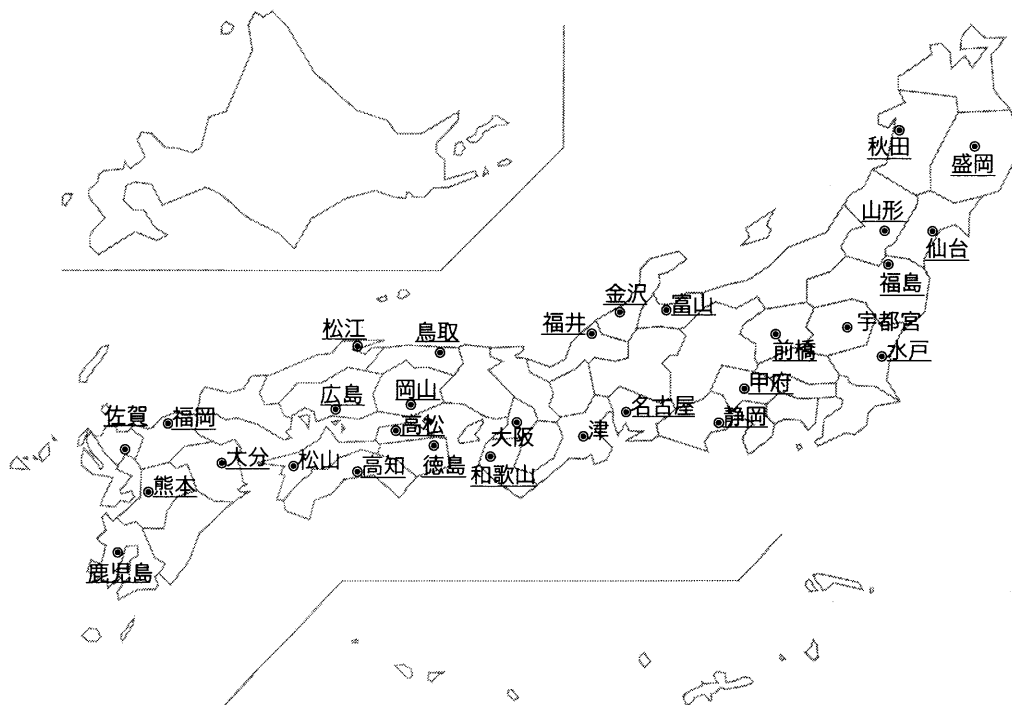 秋田
盛岡
山形
仙台
福島
金沢
富山
福井
宇都宮
松江
鳥取
前橋
水戸
岡山
甲府
広島
佐賀
福岡
高松
名古屋
静岡
大阪
津
大分
松山
高知
徳島
和歌山
熊本
鹿児島